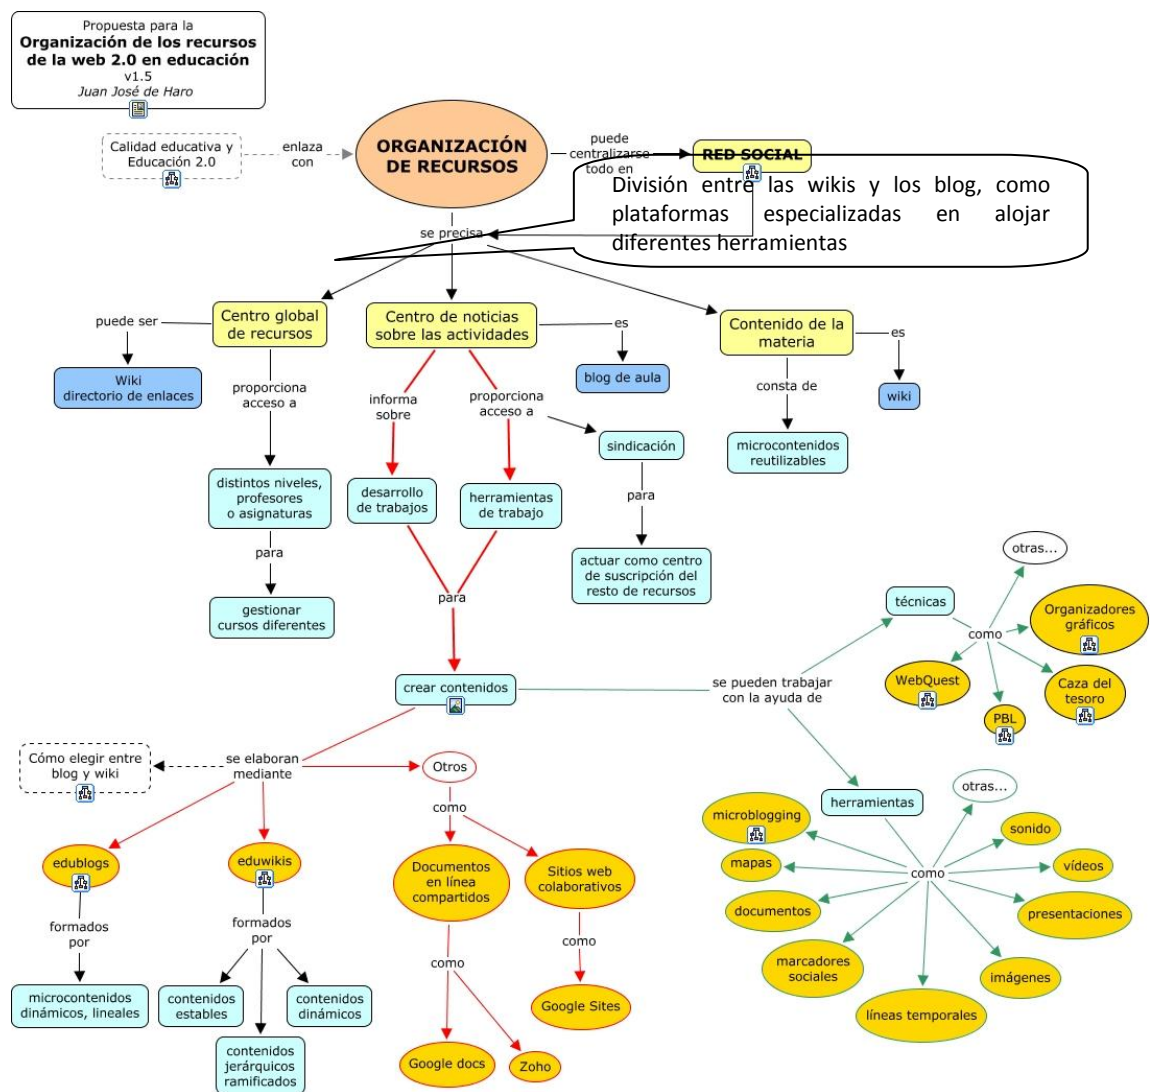 Propuesta para la
Organización de los recursos
de la web 2.0 en educación
v1.5
Juan José de Haro
Calidad educativa y
Educación 2.0
enlaza
con
ORGANIZACIÓN
DE RECURSOS
puede
centralizarse
todo en
RED SOCIAL
División entre las wikis y los blog, como
plataformas especializadas en alojar
diferentes herramientas
se precisa
puede ser
Centro global
de recursos
Centro de noticias
sobre las actividades
es
Contenido de la
materia
es
Wiki
directorio de enlaces
proporciona
acceso a
informa
sobre
proporciona
acceso a
blog de aula
consta de
wiki
sindicación
microcontenidos
reutilizables
distintos niveles,
profesores
o asignaturas
desarrollo
de trabajos
herramientas
de trabajo
para
para
actuar como centro
de suscripción del
resto de recursos
gestionar
cursos diferentes
para
crear contenidos
se pueden trabajar
con la ayuda de
técnicas
como
otras...
Organizadores
gráficos
WebQuest
PBL
Caza del
tesoro
Cómo elegir entre
blog y wiki
se elaboran
mediante
Otros
como
edublogs
eduwikis
Documentos
en línea
compartidos
Sitios web
colaborativos
formados
por
formados
por
como
como
microcontenidos
dinámicos, lineales
contenidos
estables
contenidos
dinámicos
contenidos
jerárquicos
ramificados
Google docs
Zoho
Google Sites
herramientas
como
otras...
microblogging
sonido
mapas
vídeos
documentos
presentaciones
marcadores
sociales
imágenes
líneas temporales